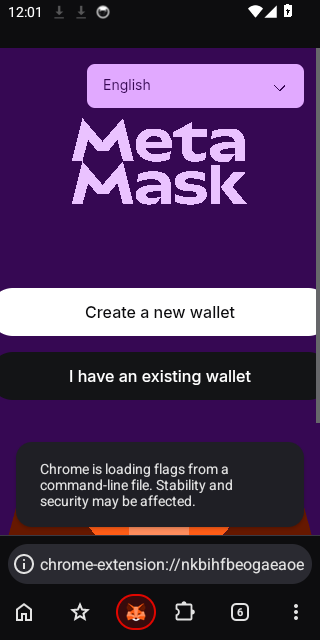 12:01
English
Meta
Mask
Create a new wallet
I have an existing wallet
Chrome is loading flags from a
command-line file. Stability and
security may be affected.
chrome-extension://nkbihfbeogaeaoe
6